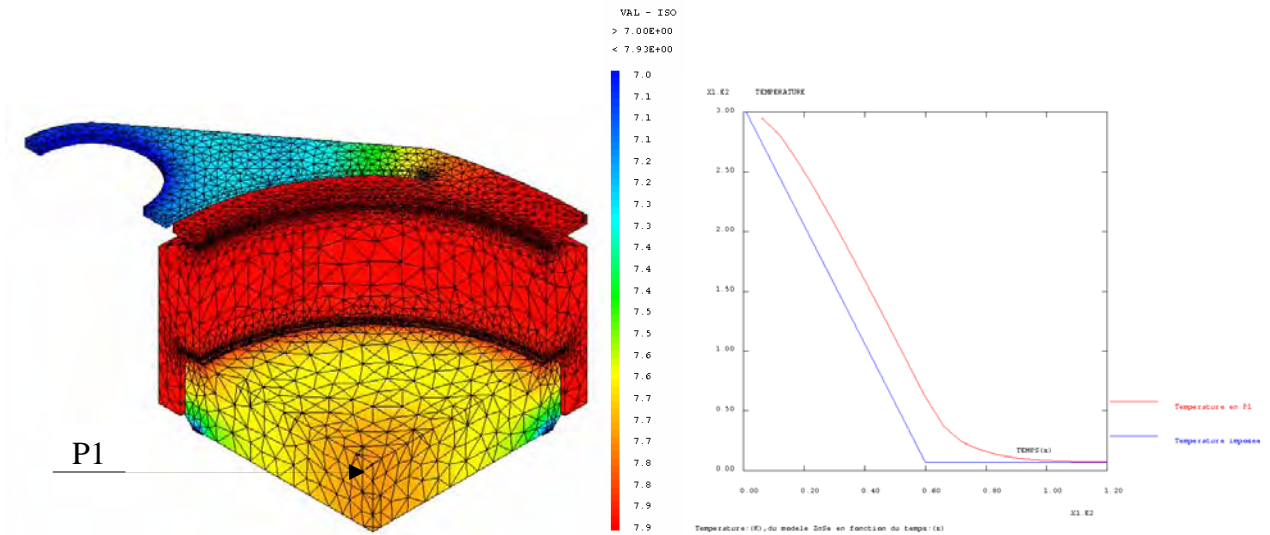 VAL - ISO
> 7.00E+00
< 7.93E+00
7.0
7.1
7.1
7.1
7.2
7.2
7.3
7.3
7.4
7.4
7.5
7.5
7.6
7.6
7.7
7.7
7.8
7.8
7.9
7.9
P1
X1.E2 TEMPERATURE
3.00
2.50
2.00
1.50
1.00
0.50
0.00
0.00 0.20 0.40 0.60 0.80 1.00 1.20
X1.E2
TEMPS(s)
Temperature en P1
Temperature imposee
Temperature:(K),du modele ZnSe en fonction du temps:(s)